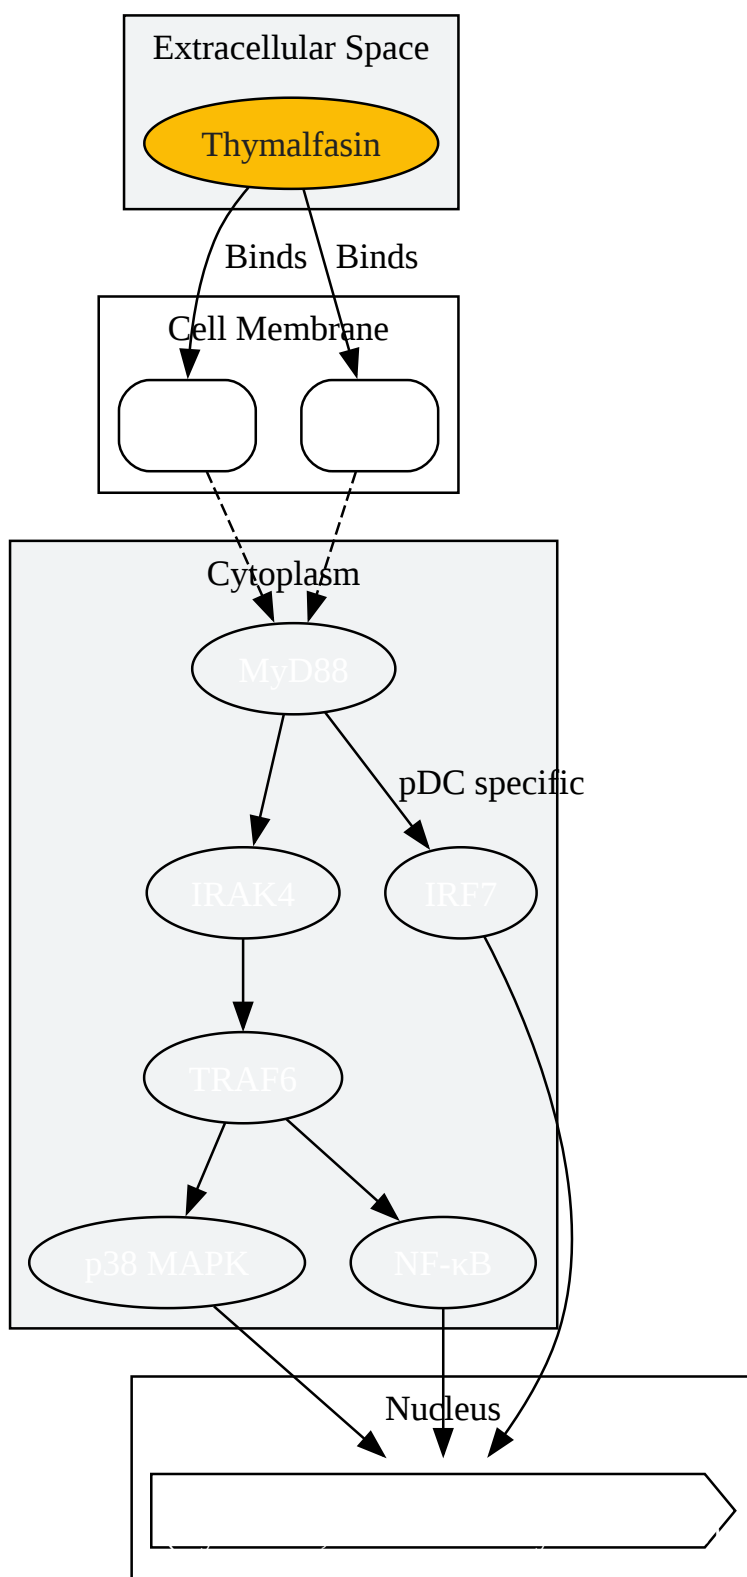 Extracellular Space
Thymalfasin
Binds Binds
Cell Membrane
Cytoplasm
MyD88
pDC specific
IRAK4 IRF7
TRAF6
p38 MAPK NF-κB
Nucleus